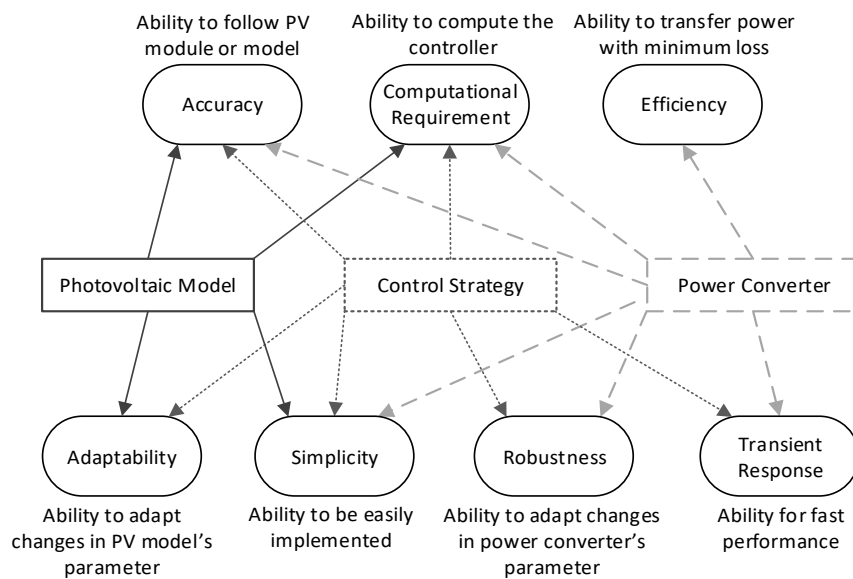 Ability to follow PV
module or model
Ability to compute the
controller
Ability to transfer power
with minimum loss
Accuracy
Computational
Requirement
Efficiency
Photovoltaic Model
Control Strategy
Power Converter
Adaptability
Simplicity
Robustness
Transient
Response
Ability to adapt
changes in PV model's
parameter
Ability to be easily
implemented
Ability to adapt changes
in power converter's
parameter
Ability for fast
performance